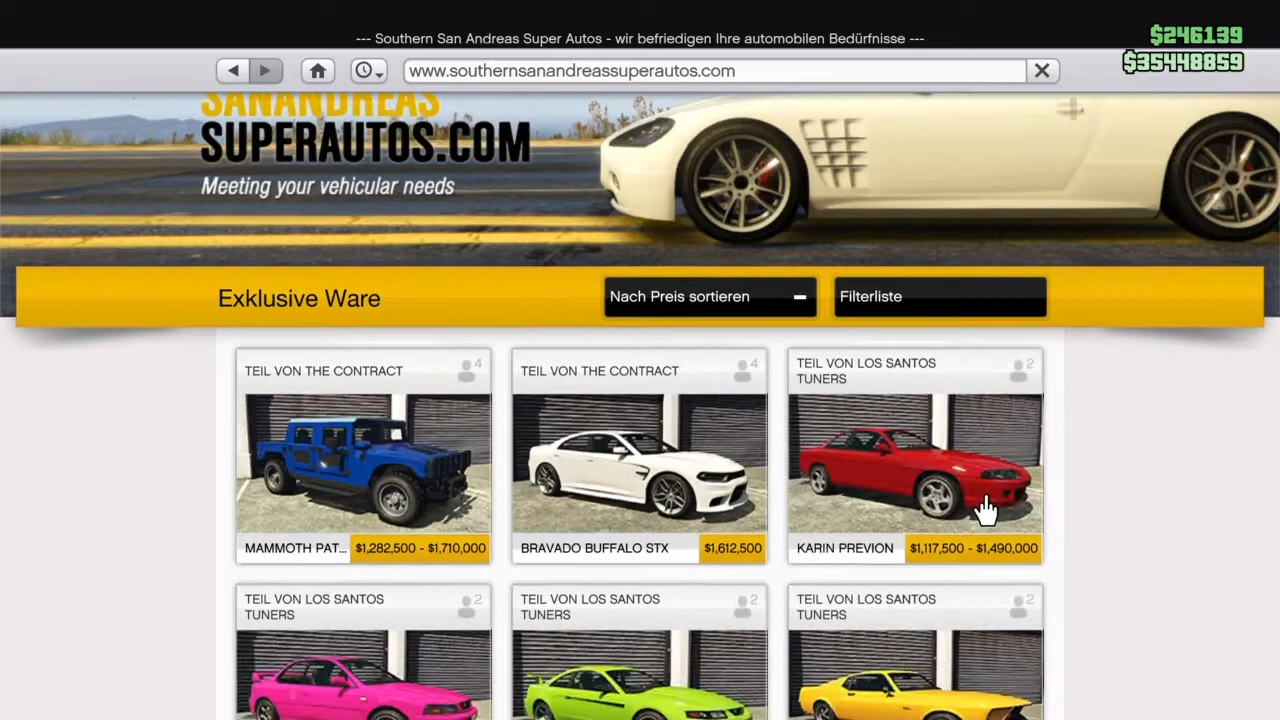 --- Southern San Andreas Super Autos - wir befriedigen Ihre automobilen Bedürfnisse ---
$246139
$35448859
www.southernsanandreassuperautos.com
SANANDREAS
SUPERAUTOS.COM
Meeting your vehicular needs
Exklusive Ware
Nach Preis sortieren
Filterliste
TEIL VON THE CONTRACT
4
TEIL VON THE CONTRACT
4
TEIL VON LOS SANTOS
TUNERS
2
MAMMOTH PAT... $1,282,500 - $1,710,000
BRAVADO BUFFALO STX $1,612,500
KARIN PREVION $1,117,500 - $1,490,000
TEIL VON LOS SANTOS
TUNERS
2
TEIL VON LOS SANTOS
TUNERS
2
TEIL VON LOS SANTOS
TUNERS
2